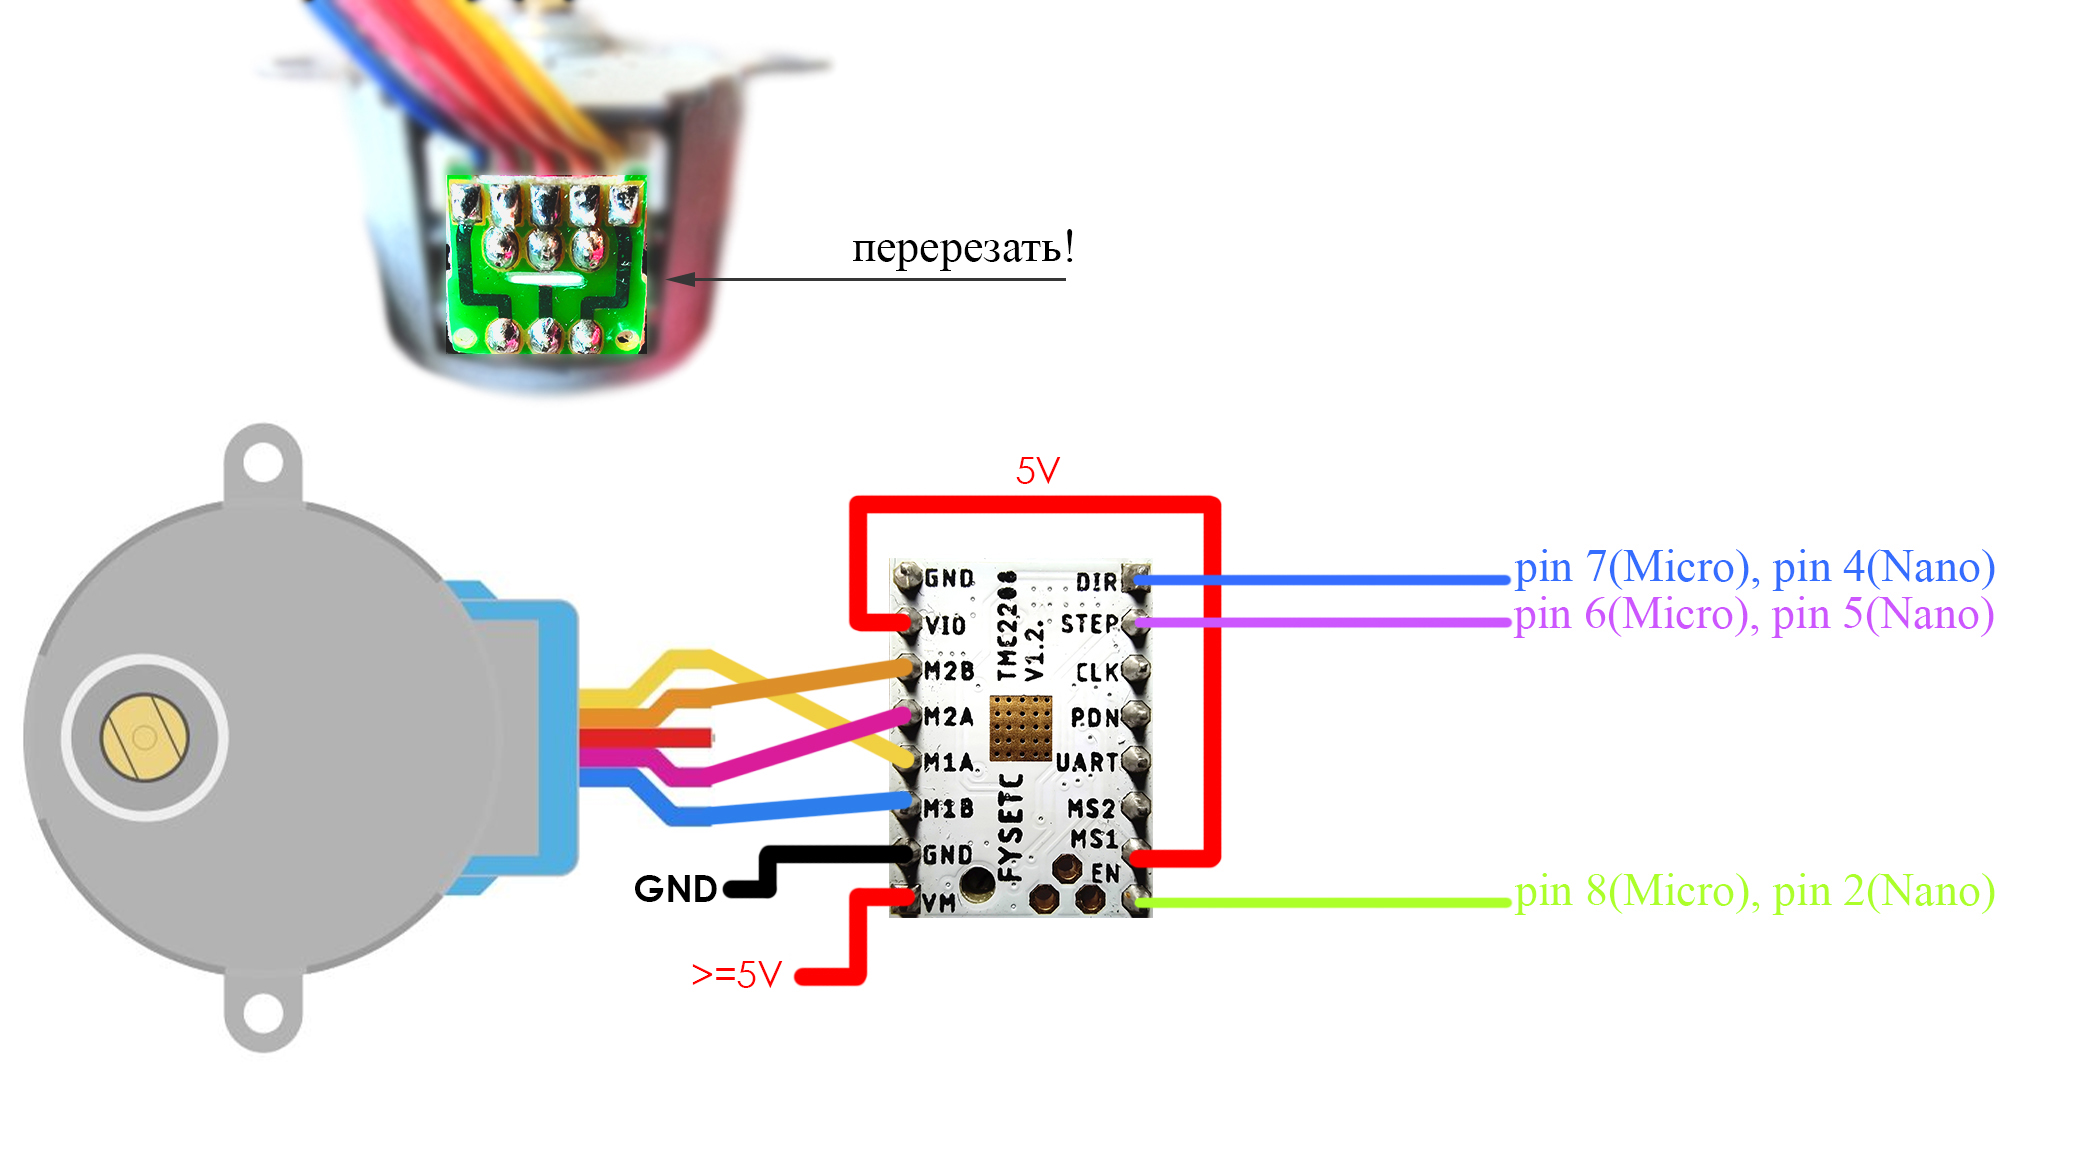 перерезать!
5V
GND
VIO
M2B
M2A
M1A
M1B
GND
VM
TMC2208
V1.2.
FYSETC
DIR
STEP
CLK
PDN
UART
MS2
MS1
EN
pin 7(Micro), pin 4(Nano)
pin 6(Micro), pin 5(Nano)
pin 8(Micro), pin 2(Nano)
GND
>=5V